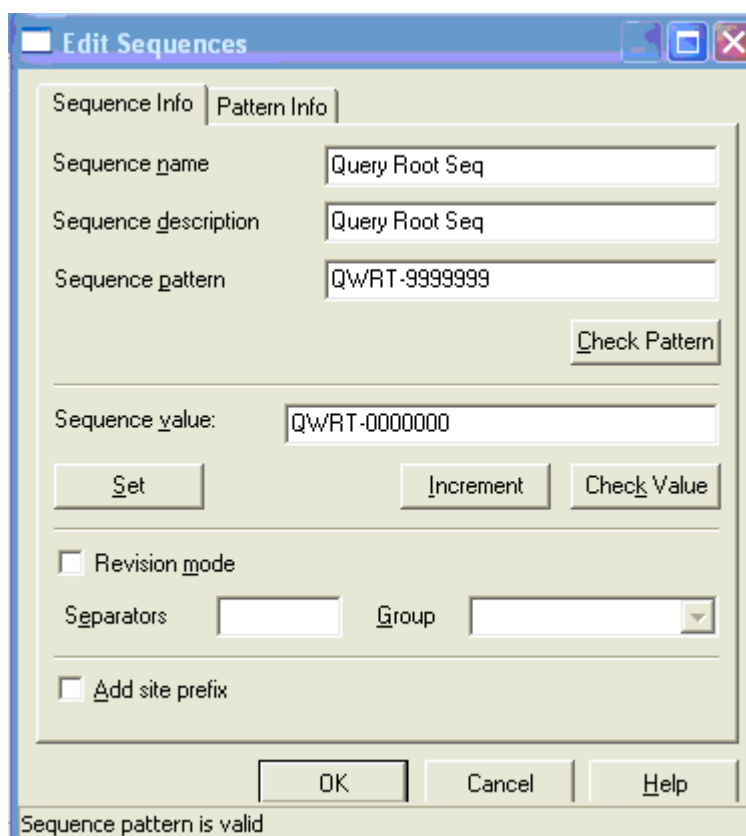 Edit Sequences
Sequence Info Pattern Info
Sequence name Query Root Seq
Sequence description Query Root Seq
Sequence pattern QWRT-9999999
Check Pattern
Sequence value: QWRT-0000000
Set Increment Check Value
Revision mode
Separators Group
Add site prefix
OK Cancel Help
Sequence pattern is valid